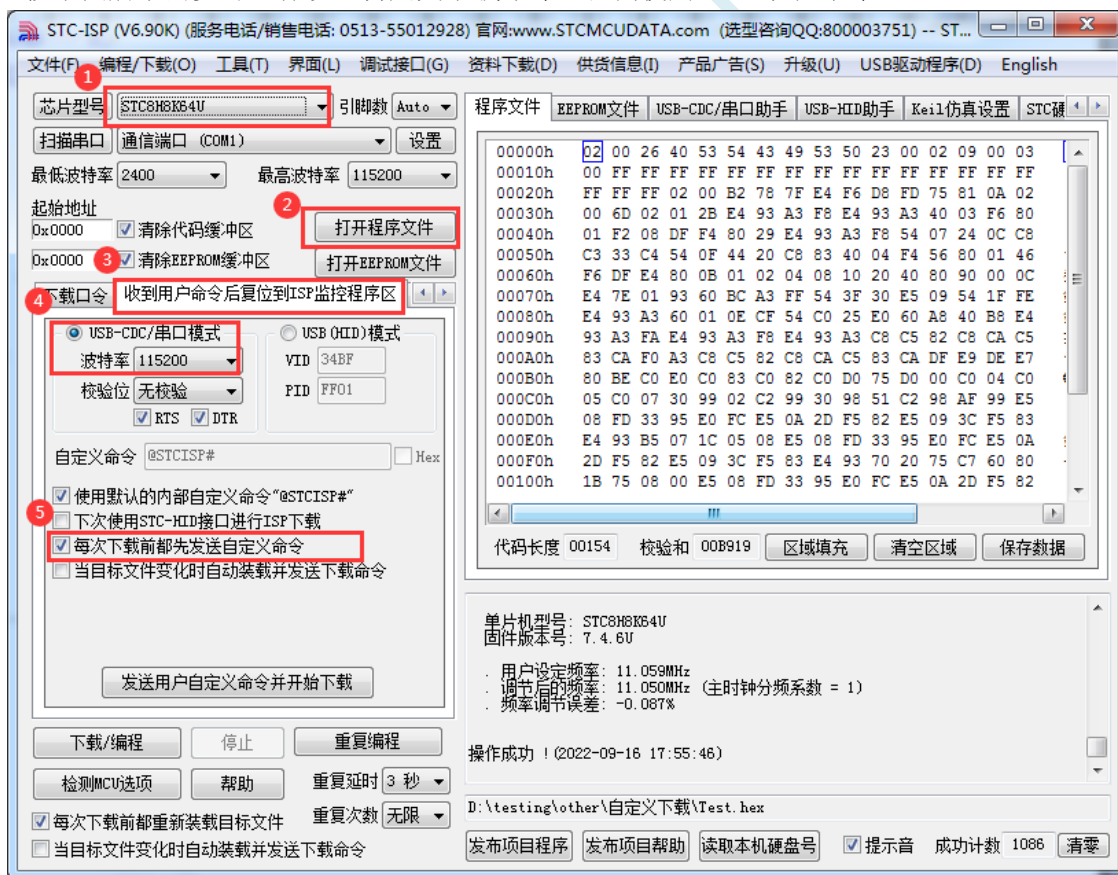 STC-ISP (V6.90K) (服务电话/销售电话: 0513-55012928) 官网:www.STCMCUDATA.com (选型咨询QQ:800003751) -- ST...
文件(F) 编程/下载(O) 工具(T) 界面(L) 调试接口(G) 资料下载(D) 供货信息(I) 产品广告(S) 升级(U) USB驱动程序(D) English
1
芯片型号 STC8H8K64U 引脚数 Auto
扫描串口 通信端口 (COM1) 设置
最低波特率 2400 最高波特率 115200
起始地址
2
0x0000 清除代码缓冲区 打开程序文件
0x0000 3 清除EEPROM缓冲区 打开EEPROM文件
4 下载口令 收到用户命令后复位到ISP监控程序区
USB-CDC/串口模式 USB(HID)模式
波特率 115200 VID 34BF
校验位 无校验 PID FF01
RTS DTR
自定义命令 @STCISP# Hex
使用默认的内部自定义命令"@STCISP#"
5 下次使用STC-HID接口进行ISP下载
每次下载前都先发送自定义命令
当目标文件变化时自动装载并发送下载命令
发送用户自定义命令并开始下载
下载/编程 停止 重复编程
检测MCU选项 帮助 重复延时 3 秒
每次下载前都重新装载目标文件 重复次数 无限
当目标文件变化时自动装载并发送下载命令
程序文件 EEPROM文件 USB-CDC/串口助手 USB-HID助手 Keil仿真设置
00000h 02 00 26 40 53 54 43 49 53 50 23 00 02 09 00 03
00010h 00 FF FF FF FF FF FF FF FF FF FF FF FF FF FF FF
00020h FF FF FF 02 00 B2 78 7F E4 F6 D8 FD 75 81 0A 02
00030h 00 6D 02 01 2B E4 93 A3 F8 E4 93 A3 40 03 F6 80
00040h 01 F2 08 DF F4 80 29 E4 93 A3 F8 54 07 24 0C C8
00050h C3 33 C4 54 0F 44 20 C8 83 40 04 F4 56 80 01 46
00060h F6 DF E4 80 0B 01 02 04 08 10 20 40 80 90 00 0C
00070h E4 7E 01 93 60 BC A3 FF 54 3F 30 E5 09 54 1F FE
00080h E4 93 A3 60 01 0E CF 54 C0 25 E0 60 A8 40 B8 E4
00090h 93 A3 FA E4 93 A3 F8 E4 93 A3 C8 C5 82 C8 CA C5
000A0h 83 CA F0 A3 C8 C5 82 C8 CA C5 83 CA DF E9 DE E7
000B0h 80 BE C0 E0 C0 83 C0 82 C0 D0 75 D0 00 C0 04 C0
000C0h 05 C0 07 30 99 02 C2 99 30 98 51 C2 98 AF 99 E5
000D0h 08 FD 33 95 E0 FC E5 0A 2D F5 82 E5 09 3C F5 83
000E0h E4 93 B5 07 1C 05 08 E5 08 FD 33 95 E0 FC E5 0A
000F0h 2D F5 82 E5 09 3C F5 83 E4 93 70 20 75 C7 60 80
00100h 1B 75 08 00 E5 08 FD 33 95 E0 FC E5 0A 2D F5 82
代码长度 00154 校验和 00B919 区域填充 清空区域 保存数据
单片机型号: STC8H8K64U
固件版本号: 7.4.6U
. 用户设定频率: 11.059MHz
. 调节后的频率: 11.050MHz (主时钟分频系数 = 1)
. 频率调节误差: -0.087%
操作成功 !(2022-09-16 17:55:46)
D:\testing\other\自定义下载\Test.hex
发布项目程序 发布项目帮助 读取本机硬盘号 提示音 成功计数 1086 清零